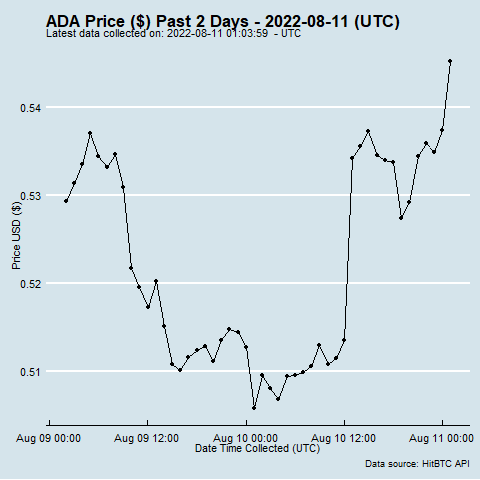 ADA Price ($) Past 2 Days - 2022-08-11 (UTC)
Latest data collected on: 2022-08-11 01:03:59  - UTC
0.54
0.53
0.52
0.51
Price USD ($)
Aug 09 00:00 Aug 09 12:00 Aug 10 00:00 Aug 10 12:00 Aug 11 00:00
Date Time Collected (UTC)
Data source: HitBTC API